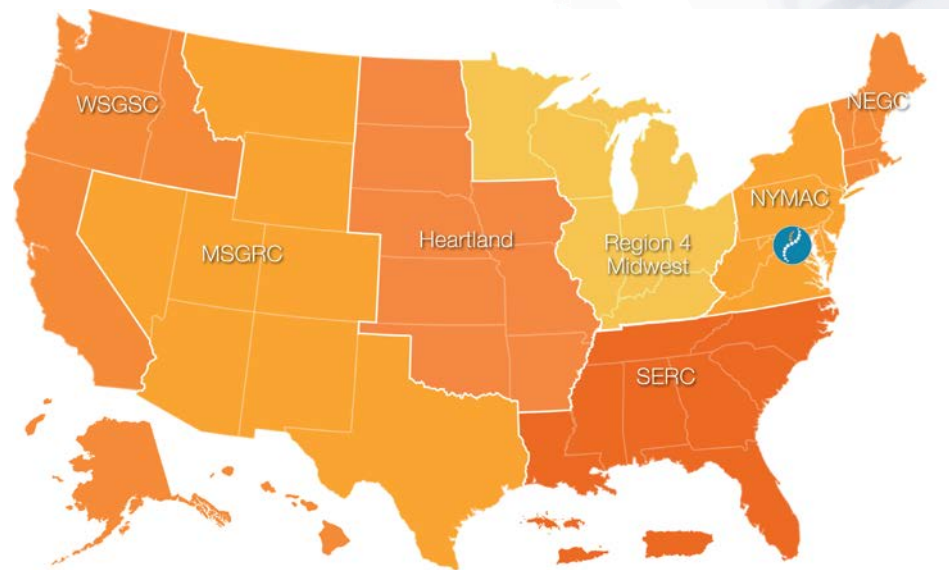 WSGSC
NEGC
NYMAC
MSGRC
Heartland
Region 4
Midwest
SERC